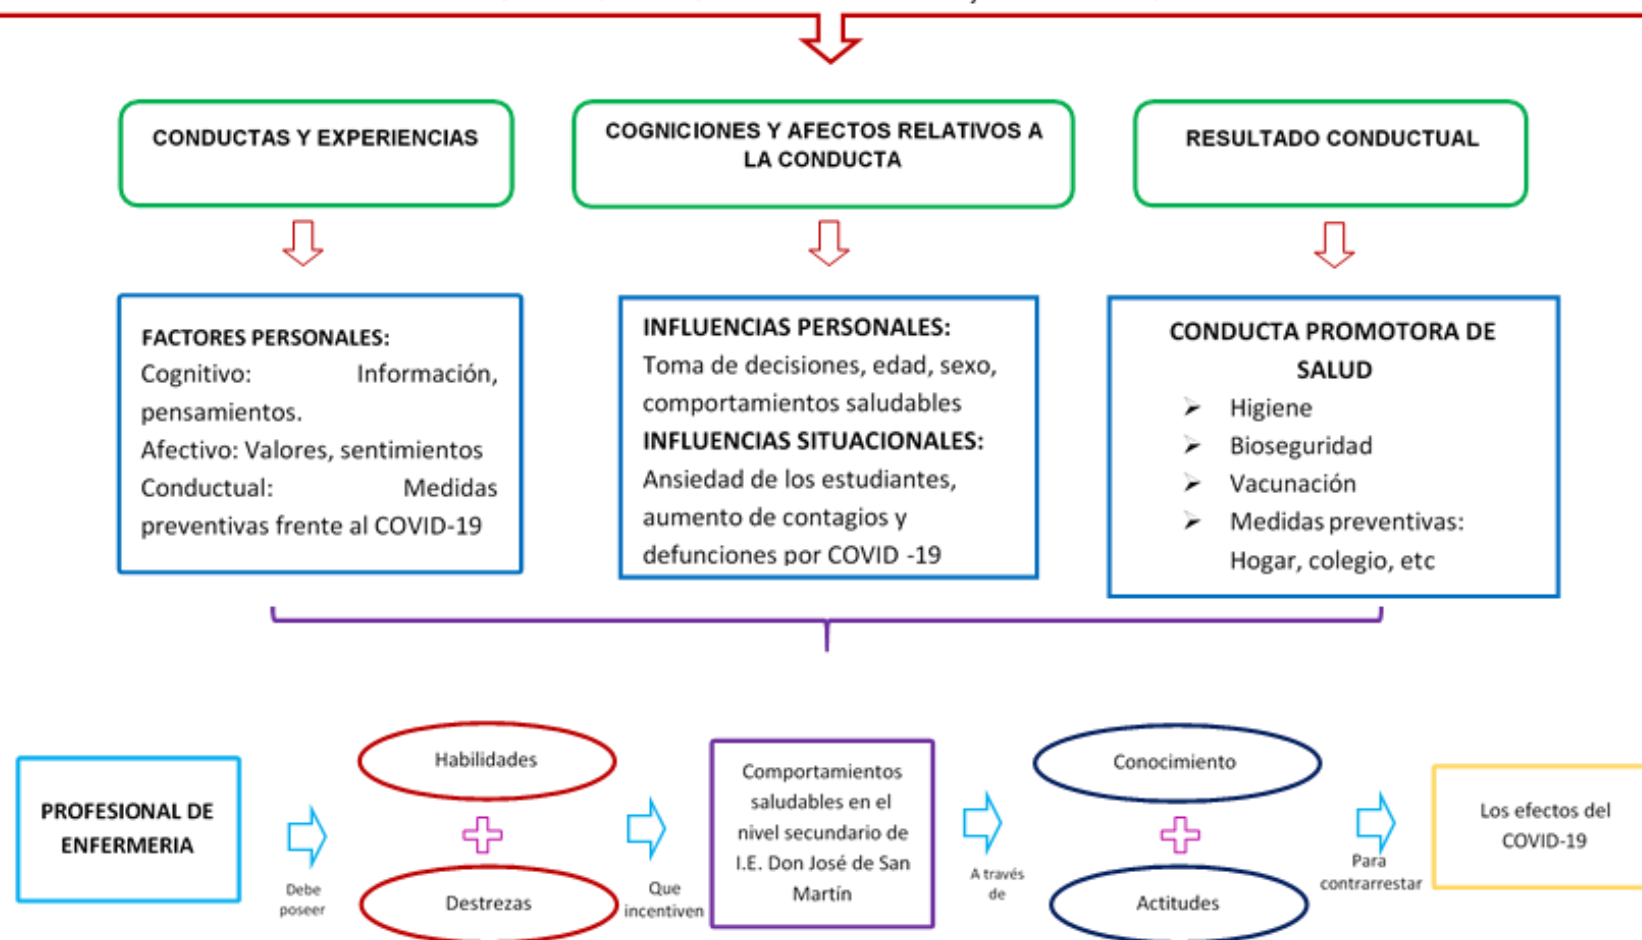 y
CONDUCTAS Y EXPERIENCIAS
COGNICIONES Y AFECTOS RELATIVOS A
LA CONDUCTA
RESULTADO CONDUCTUAL
FACTORES PERSONALES:
Cognitivo: Información,
pensamientos.
Afectivo: Valores, sentimientos
Conductual: Medidas
preventivas frente al COVID-19
INFLUENCIAS PERSONALES:
Toma de decisiones, edad, sexo,
comportamientos saludables
INFLUENCIAS SITUACIONALES:
Ansiedad de los estudiantes,
aumento de contagios y
defunciones por COVID -19
CONDUCTA PROMOTORA DE
SALUD
➤ Higiene
➤ Bioseguridad
➤ Vacunación
➤ Medidas preventivas:
Hogar, colegio, etc
PROFESIONAL DE
ENFERMERIA
Debe
poseer
Habilidades
Destrezas
Que
incentiven
Comportamientos
saludables en el
nivel secundario de
I.E. Don José de San
Martín
A través
de
Conocimiento
Actitudes
Para
contrarrestar
Los efectos del
COVID-19